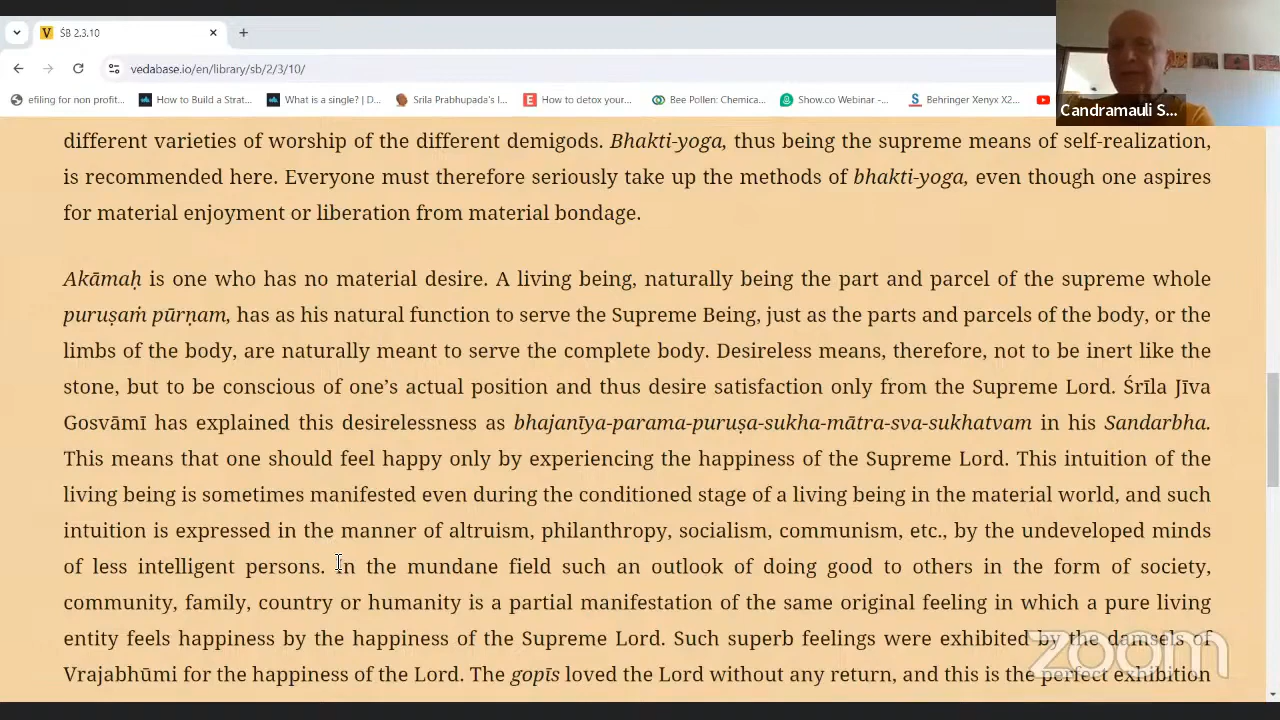 ŚB 2.3.10
vedabase.io/en/library/sb/2/3/10/
efiling for non profit...
How to Build a Strat...
What is a single? | D...
Srila Prabhupada's l...
How to detox your...
Bee Pollen: Chemica...
Show.co Webinar -...
Behringer Xenyx X2...
Candramauli S...
different varieties of worship of the different demigods. Bhakti-yoga, thus being the supreme means of self-realization,
is recommended here. Everyone must therefore seriously take up the methods of bhakti-yoga, even though one aspires
for material enjoyment or liberation from material bondage.
Akāmaḥ is one who has no material desire. A living being, naturally being the part and parcel of the supreme whole
puruṣaṁ pūrṇam, has as his natural function to serve the Supreme Being, just as the parts and parcels of the body, or the
limbs of the body, are naturally meant to serve the complete body. Desireless means, therefore, not to be inert like the
stone, but to be conscious of one’s actual position and thus desire satisfaction only from the Supreme Lord. Śrīla Jīva
Gosvāmī has explained this desirelessness as bhajanīya-parama-puruṣa-sukha-mātra-sva-sukhatvam in his Sandarbha.
This means that one should feel happy only by experiencing the happiness of the Supreme Lord. This intuition of the
living being is sometimes manifested even during the conditioned stage of a living being in the material world, and such
intuition is expressed in the manner of altruism, philanthropy, socialism, communism, etc., by the undeveloped minds
of less intelligent persons. In the mundane field such an outlook of doing good to others in the form of society,
community, family, country or humanity is a partial manifestation of the same original feeling in which a pure living
entity feels happiness by the happiness of the Supreme Lord. Such superb feelings were exhibited by the damsels of
Vrajabhūmi for the happiness of the Lord. The gopīs loved the Lord without any return, and this is the perfect exhibition
zoom